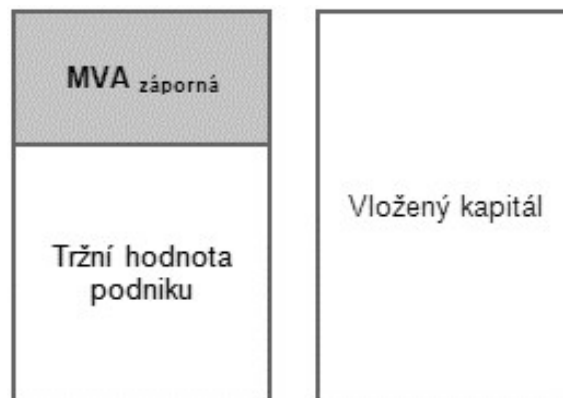 MVA záporná
Tržní hodnota
podniku
Vložený kapitál